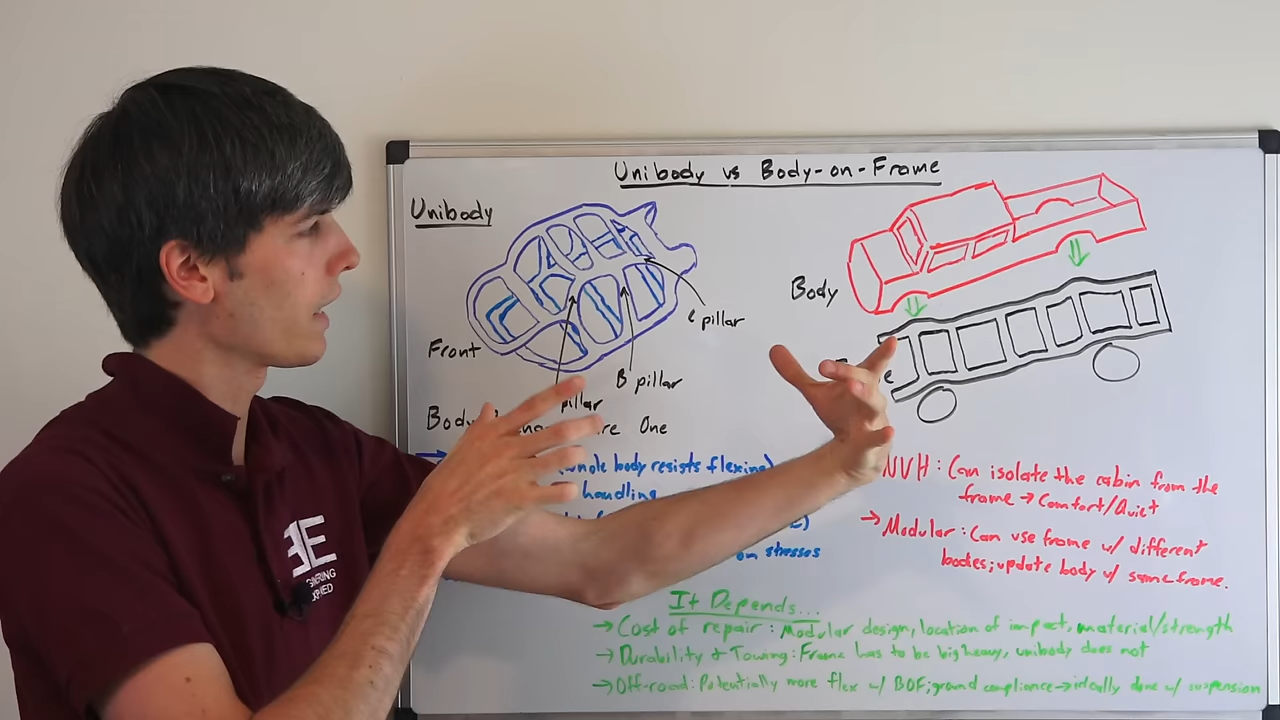 Unibody vs Body-on-Frame
Unibody
Body
Front
C pillar
B pillar
pillar
Body
are One
(whole body resists flexing)
handling
on stresses
NVH: Can isolate the cabin from the
frame → Comfort/Quiet
→ Modular: Can use frame w/ different
bodies; update body w/ same frame.
It Depends...
→ Cost of repair: Modular design, location of impact, material/strength
→ Durability & Towing: Frame has to be big heavy, unibody does not
→ Off-road: Potentially more flex w/ BOF; ground compliance → ideally done w/ suspension
EE